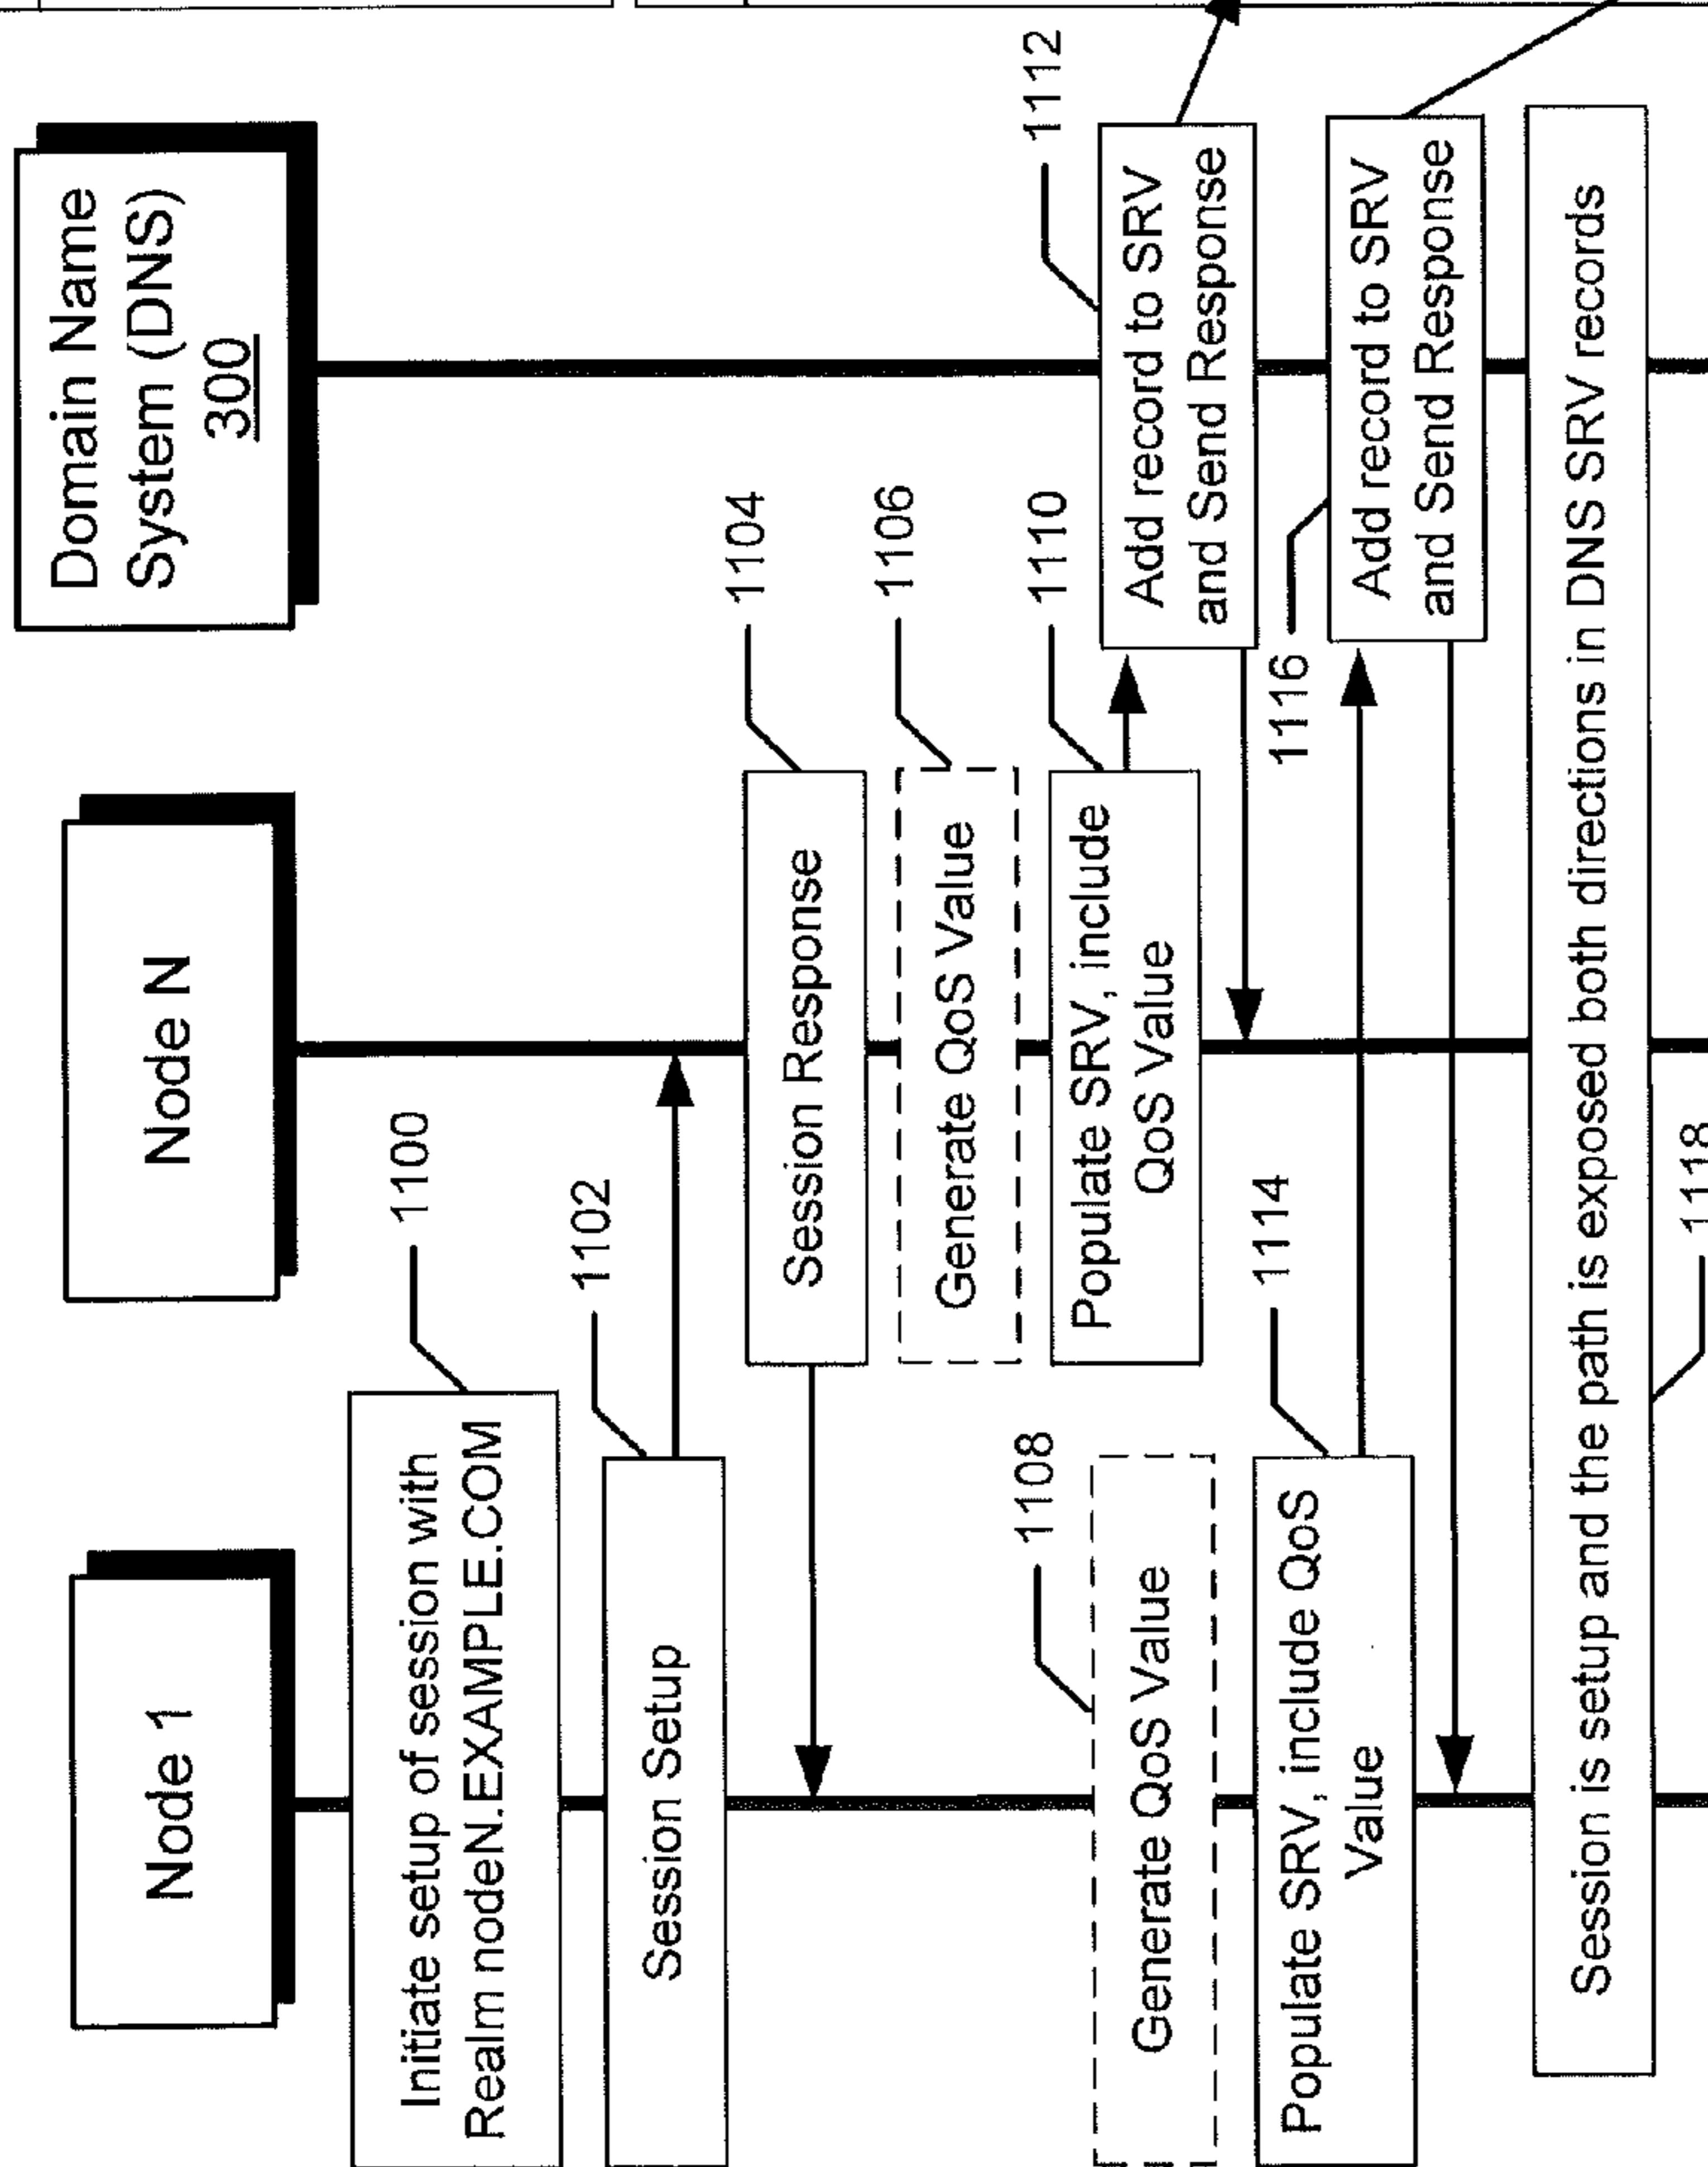 Node 1
Node N
Domain Name
System (DNS)
300
1100
Initiate setup of session with
Realm nodeN.EXAMPLE.COM
1102
Session Setup
1104
Session Response
1106
Generate QoS Value
1108
Generate QoS Value
1110
Populate SRV, include
QoS Value
1112
Add record to SRV
and Send Response
1114
Populate SRV, include QoS
Value
1116
Add record to SRV
and Send Response
Session is setup and the path is exposed both directions in DNS SRV records
1118